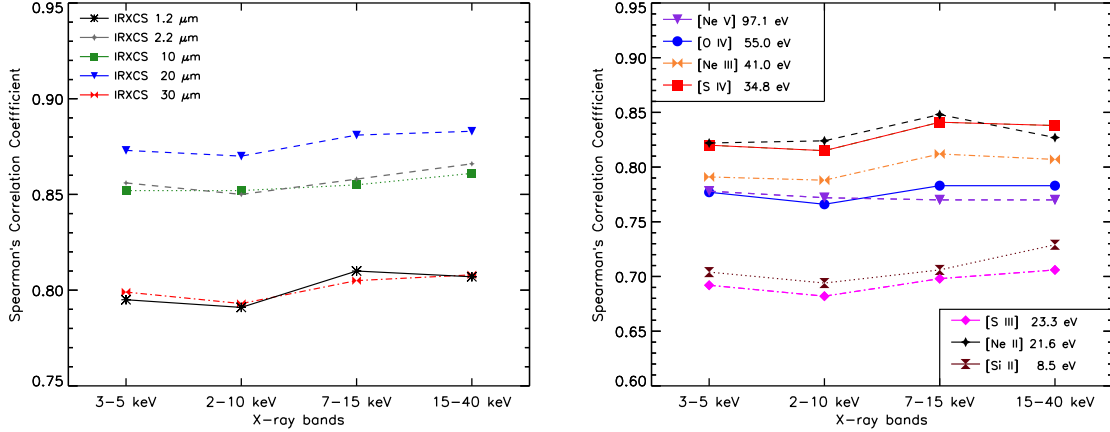 0.95
0.90
0.85
0.80
0.75
Spearman's Correlation Coeffficient
IRXCS 1.2 μm
IRXCS 2.2 μm
IRXCS 10 μm
IRXCS 20 μm
IRXCS 30 μm
3-5 keV
2-10 keV
7-15 keV
15-40 keV
X-ray bands
0.95
0.90
0.85
0.80
0.75
0.70
0.65
0.60
Spearman's Correlation Coeffficient
[Ne V] 97.1 eV
[O IV] 55.0 eV
[Ne III] 41.0 eV
[S IV] 34.8 eV
[S III] 23.3 eV
[Ne II] 21.6 eV
[Si II] 8.5 eV
3-5 keV
2-10 keV
7-15 keV
15-40 keV
X-ray bands